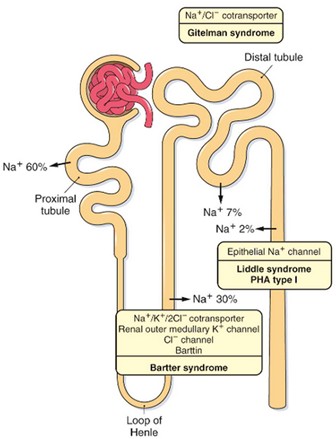 Na⁺/Cl⁻ cotransporter
Gitelman syndrome
Distal tubule
Na⁺ 60%
Proximal
tubule
Na⁺ 7%
Na⁺ 2%
Epithelial Na⁺ channel
Liddle syndrome
PHA type I
Na⁺ 30%
Na⁺/K⁺/2Cl⁻ cotransporter
Renal outer medullary K⁺ channel
Cl⁻ channel
Barttin
Bartter syndrome
Loop of
Henle